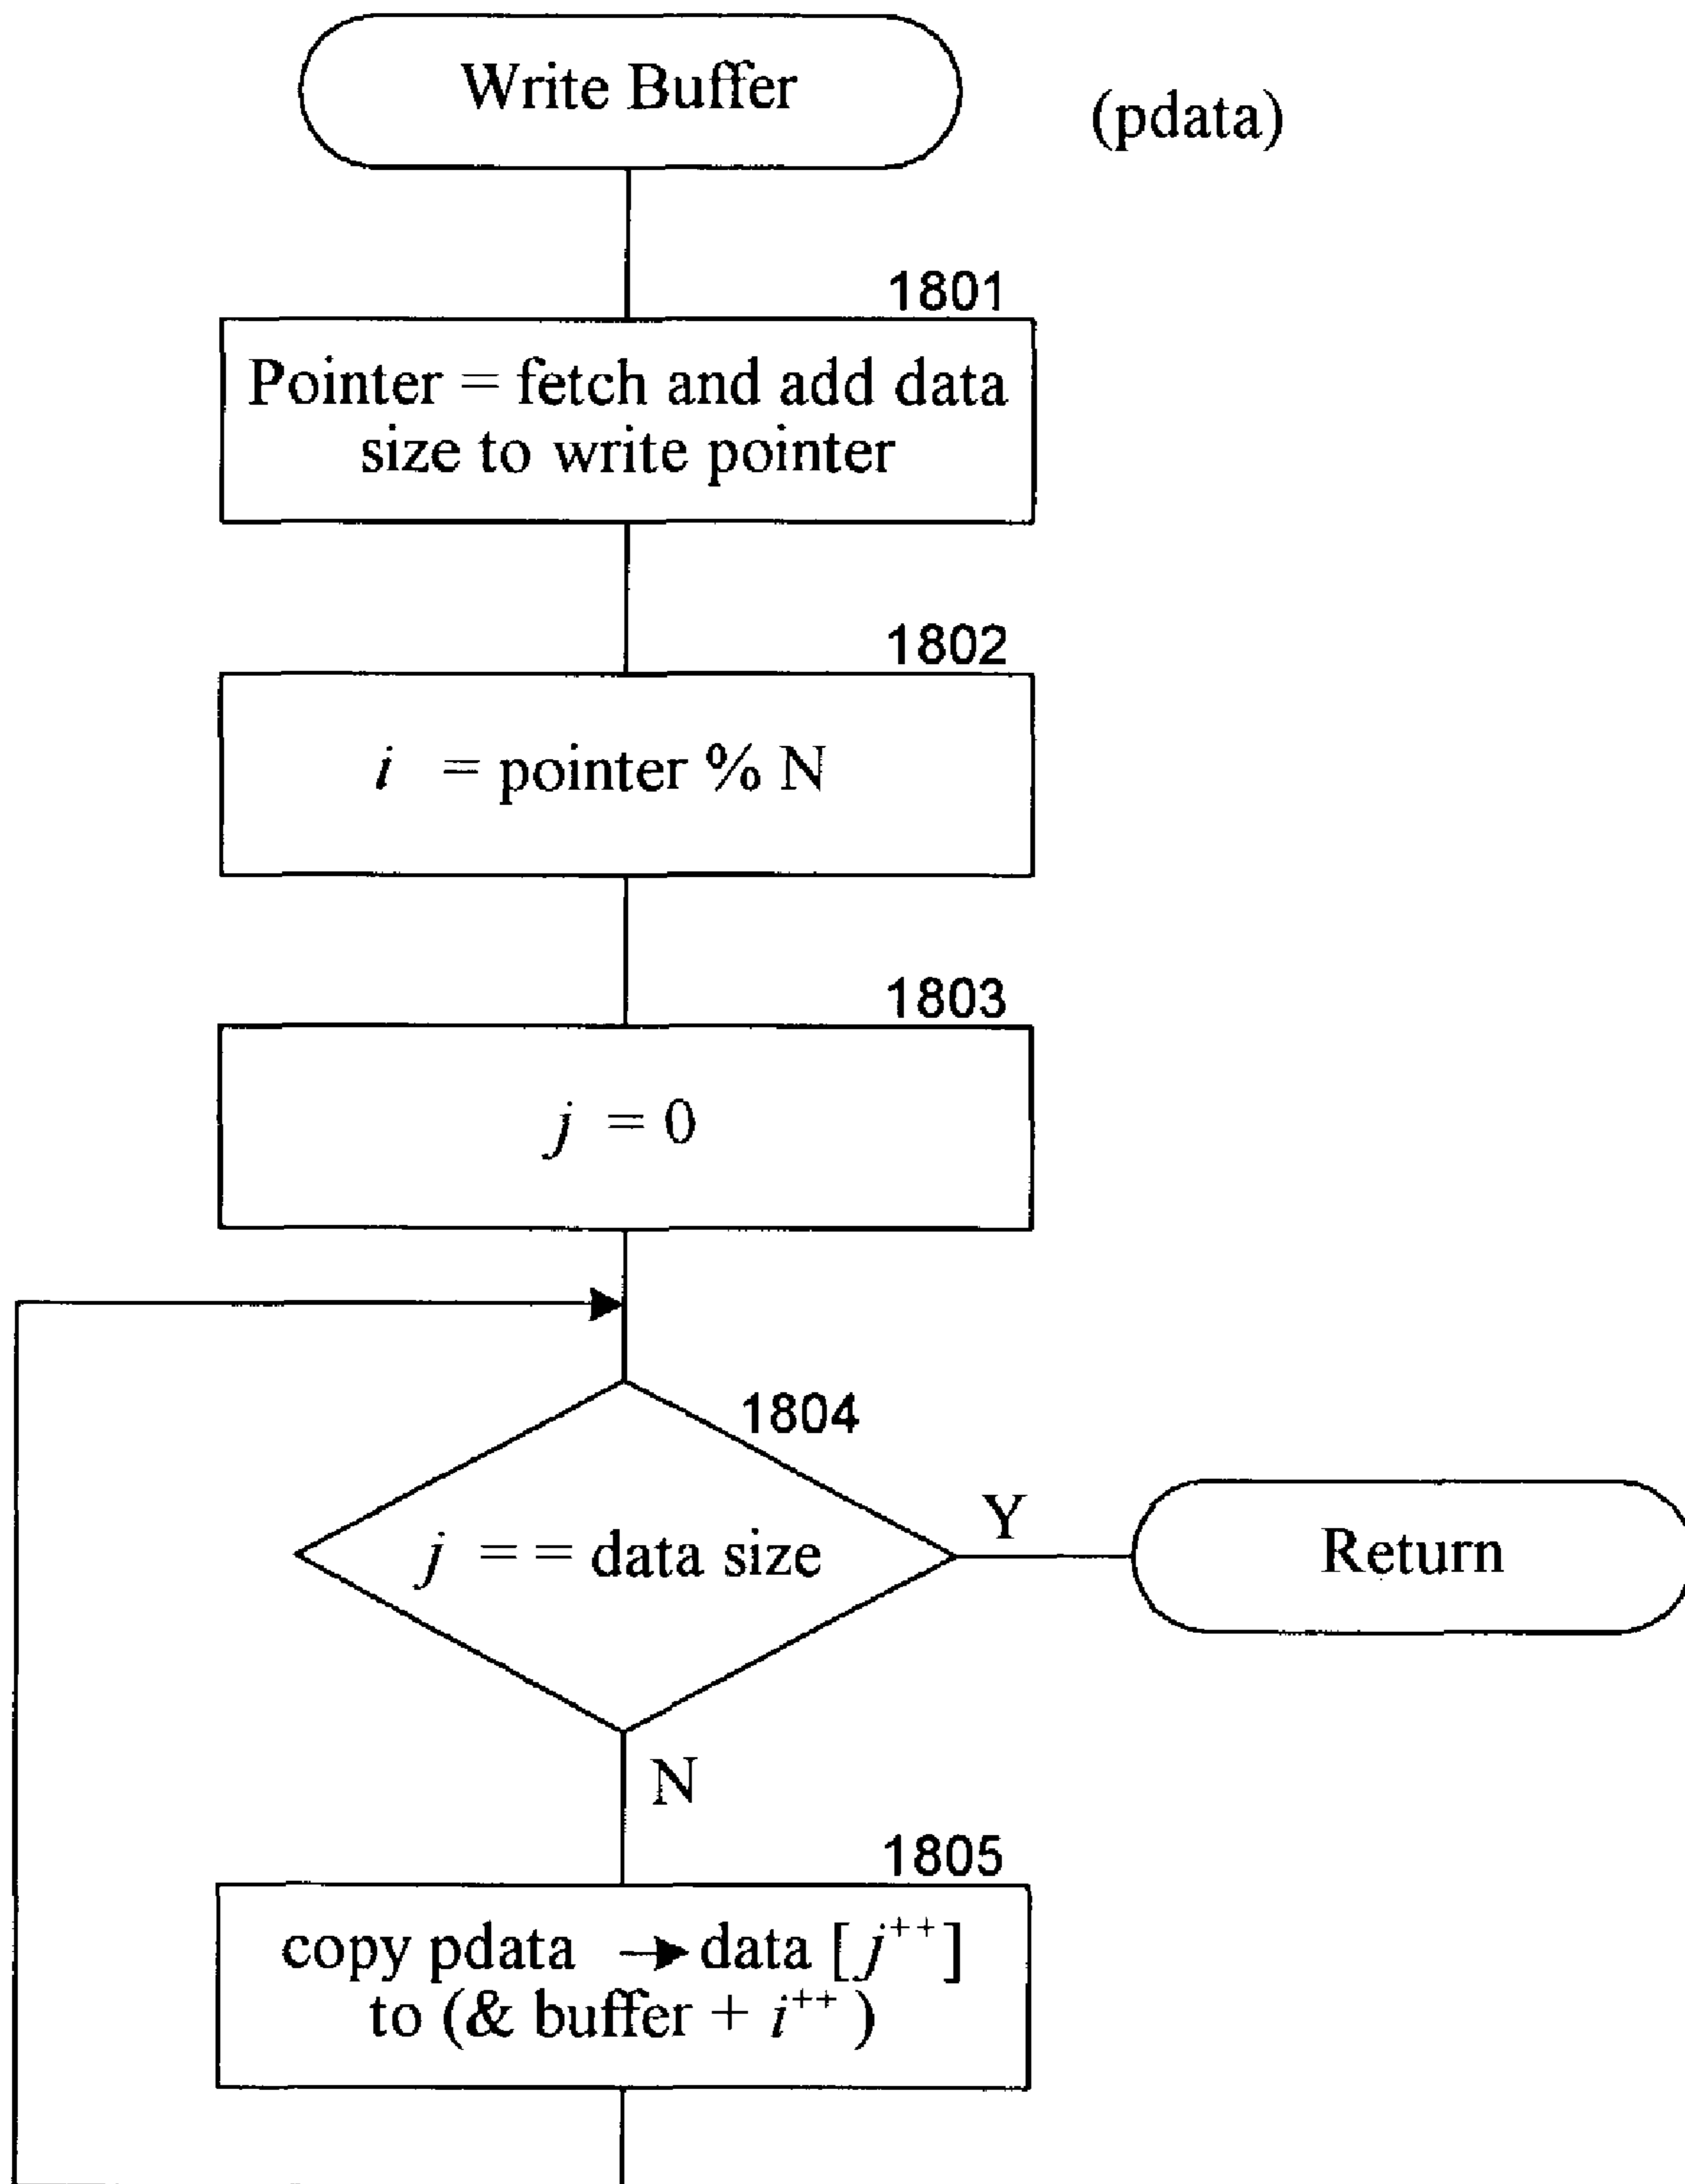 Write Buffer
(pdata)
1801
Pointer = fetch and add data
size to write pointer
1802
i = pointer % N
1803
j = 0
1804
j = = data size
Y
Return
N
1805
copy pdata → data [ j++ ]
to (& buffer + i++ )